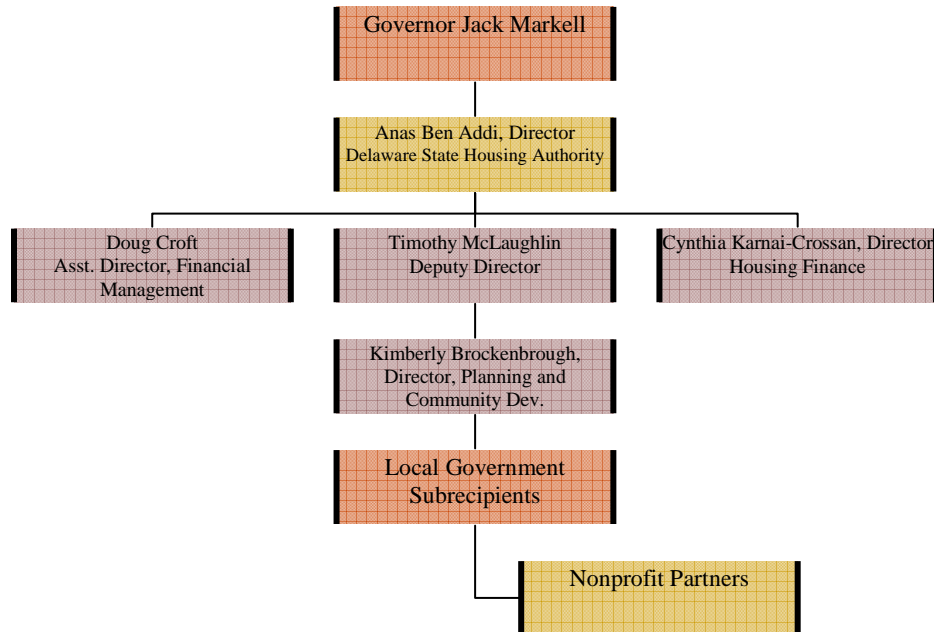 Governor Jack Markell
Anas Ben Addi, Director
Delaware State Housing Authority
Doug Croft
Asst. Director, Financial
Management
Timothy McLaughlin
Deputy Director
Cynthia Karnai-Crossan, Director
Housing Finance
Kimberly Brockenbrough,
Director, Planning and
Community Dev.
Local Government
Subrecipients
Nonprofit Partners